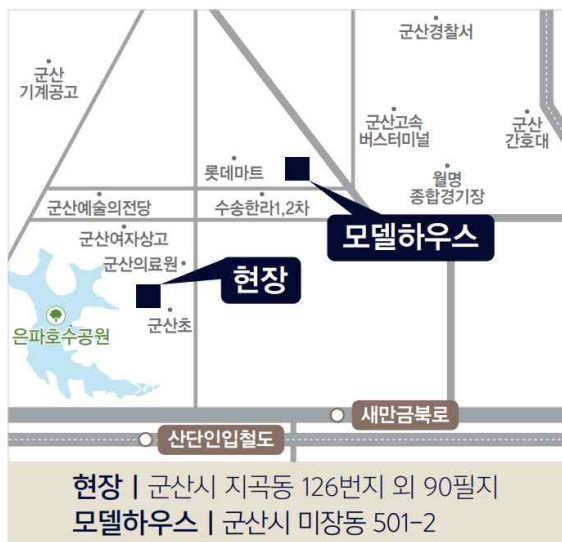 군산경찰서
군산
기계공고
군산고속
버스터미널
군산
간호대
롯데마트
월명
종합경기장
군산예술의전당
수송한라1,2차
모델하우스
군산여자상고
군산의료원
현장
군산초
은파호수공원
새만금북로
산단인입철도
현장 | 군산시 지곡동 126번지 외 90필지
모델하우스 | 군산시 미장동 501-2